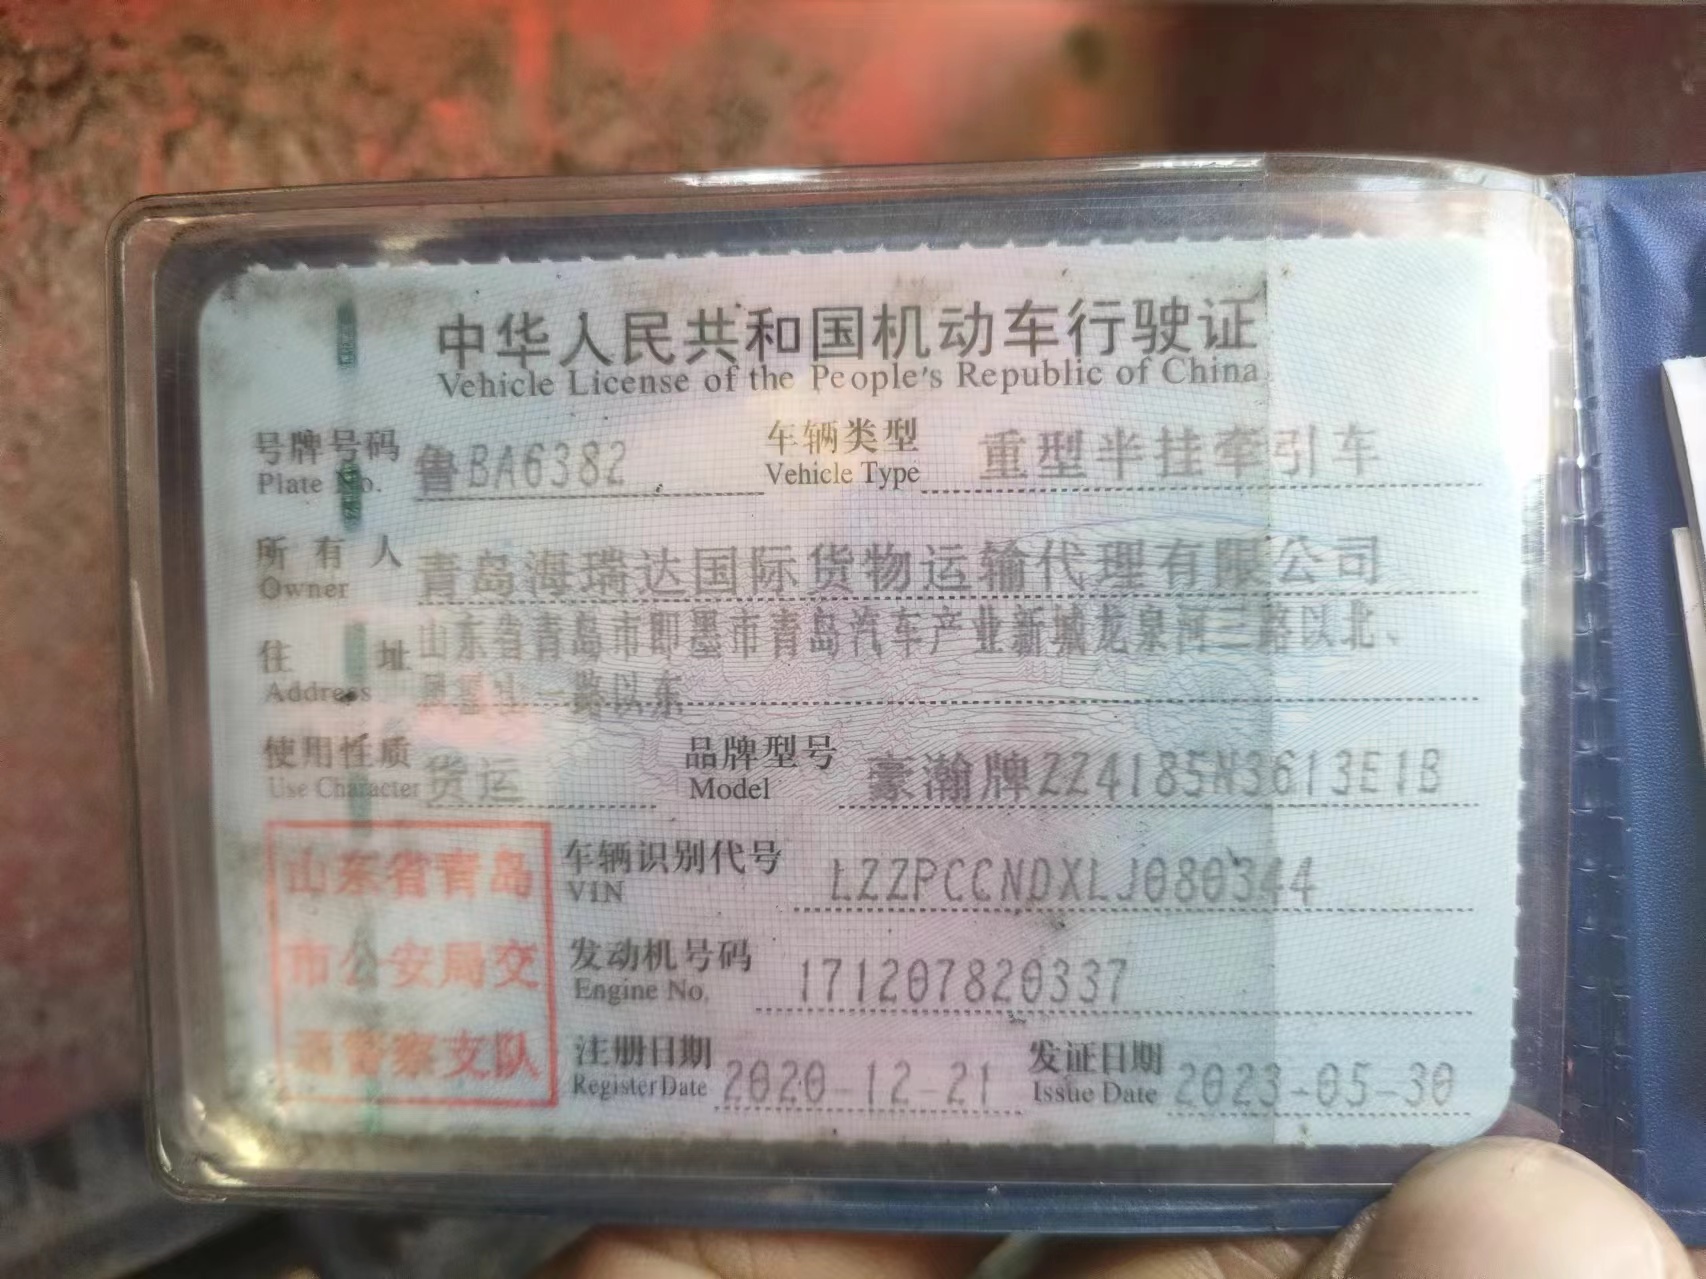 中华人民共和国机动车行驶证
Vehicle License of the People's Republic of China
号牌号码 鲁BA6382 车辆类型 重型半挂牵引车
Plate No. Vehicle Type
所有人 青岛海瑞达国际货物运输代理有限公司
Owner
住址 山东省青岛市即墨市青岛汽车产业新城龙泉河三路以北、
Address 一路以东
使用性质 货运 品牌型号 豪瀚牌ZZ4185N3613E1B
Use Character Model
山东省青岛
市公安局交
通警察支队
车辆识别代号 LZZPCCNDXLJ080344
VIN
发动机号码 171207820337
Engine No.
注册日期 2020-12-21 发证日期 2023-05-30
Register Date Issue Date